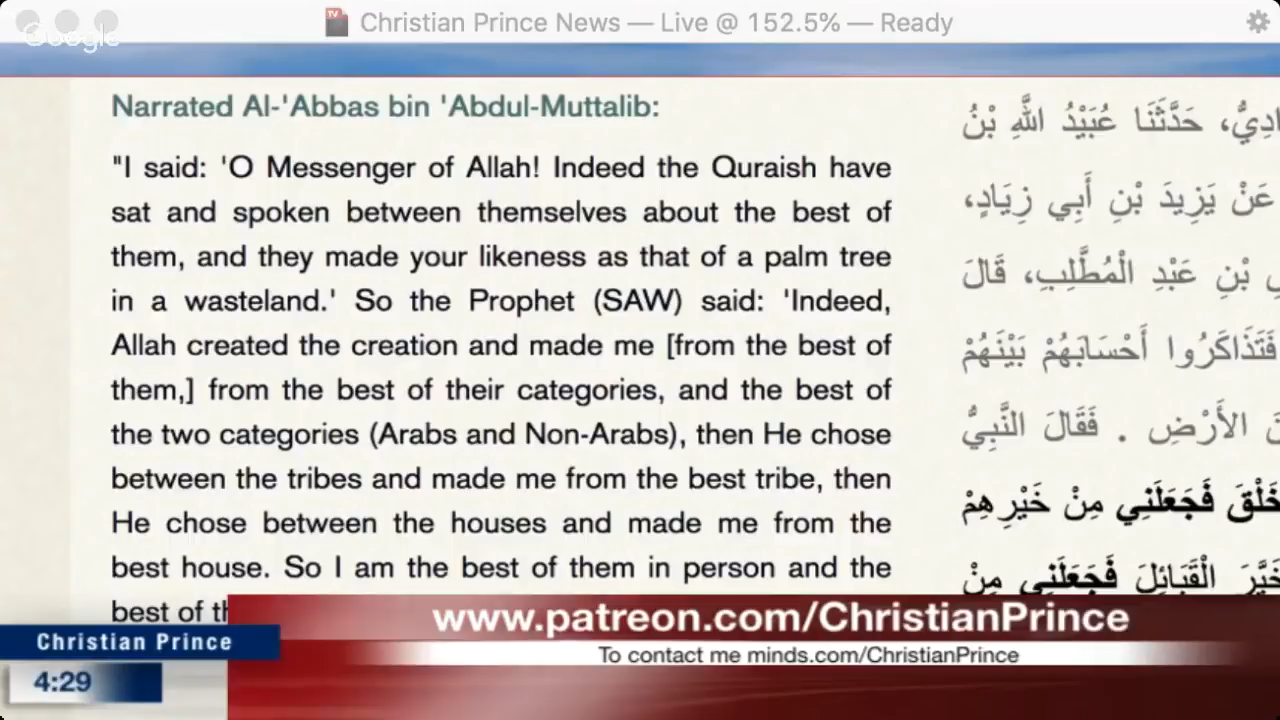 Christian Prince News — Live @ 152.5% — Ready
Google
Narrated Al-'Abbas bin 'Abdul-Muttalib:
"I said: 'O Messenger of Allah! Indeed the Quraish have
sat and spoken between themselves about the best of
them, and they made your likeness as that of a palm tree
in a wasteland.' So the Prophet (SAW) said: 'Indeed,
Allah created the creation and made me [from the best of
them,] from the best of their categories, and the best of
the two categories (Arabs and Non-Arabs), then He chose
between the tribes and made me from the best tribe, then
He chose between the houses and made me from the
best house. So I am the best of them in person and the
best of th
حَدَّثَنَا عُبَيْدُ اللَّهِ بْنُ
عَنْ يَزِيدَ بْنِ أَبِي زِيَادٍ،
بْنِ عَبْدِ الْمُطَّلِبِ، قَالَ
فَتَذَاكَرُوا أَحْسَابَهُمْ بَيْنَهُمْ
الأَرْضِ . فَقَالَ النَّبِيُّ
خَلْقَ فَجَعَلَنِي مِنْ خَيْرِهِمْ
خَيَّرَ الْقَبَائِلَ فَجَعَلَنِي مِنْ
www.patreon.com/ChristianPrince
To contact me minds.com/ChristianPrince
Christian Prince
4:29